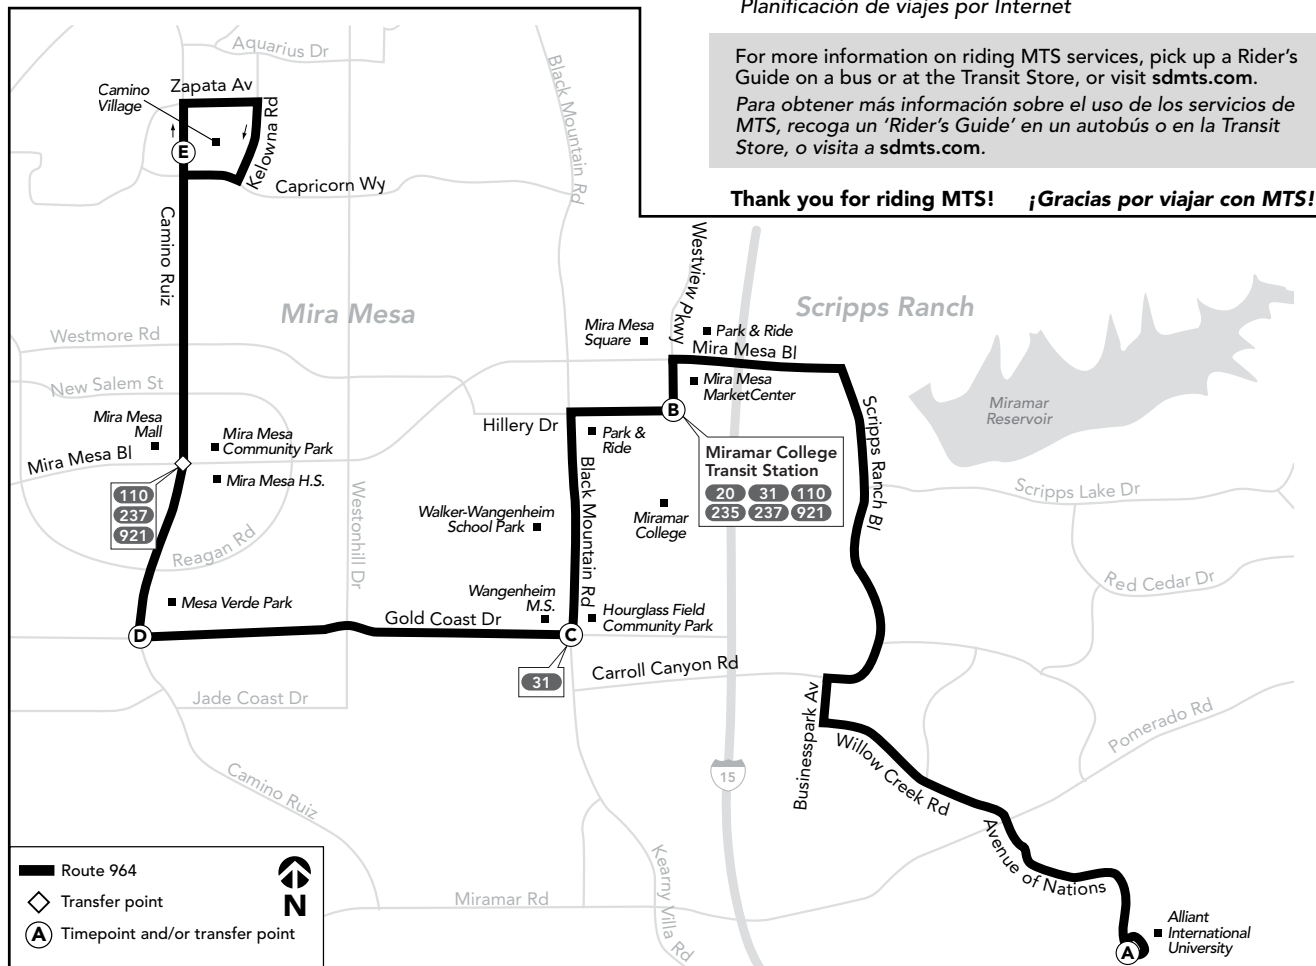 Planificación de viajes por Internet
For more information on riding MTS services, pick up a Rider's
Guide on a bus or at the Transit Store, or visit sdmts.com.
Para obtener más información sobre el uso de los servicios de
MTS, recoga un 'Rider's Guide' en un autobús o en la Transit
Store, o visita a sdmts.com.
Thank you for riding MTS! ¡Gracias por viajar con MTS!
Aquarius Dr
Zapata Av
Camino
Village
Kelowna Rd
E
Capricorn Wy
Black Mountain Rd
Camino Ruiz
Westview Pkwy
Mira Mesa
Scripps Ranch
Westmore Rd
Mira Mesa
Square
Park & Ride
Mira Mesa Bl
New Salem St
Mira Mesa
MarketCenter
Miramar
Reservoir
Mira Mesa
Mall
Mira Mesa
Community Park
Mira Mesa Bl
Mira Mesa H.S.
Hillery Dr
B
Park &
Ride
Scripps Ranch Bl
Miramar College
Transit Station
20 31 110
235 237 921
110
237
921
Reagan Rd
Westonhill Dr
Walker-Wangenheim
School Park
Black Mountain Rd
Miramar
College
Scripps Lake Dr
Red Cedar Dr
Mesa Verde Park
Wangenheim
M.S.
Hourglass Field
Community Park
D
Gold Coast Dr
C
31
Carroll Canyon Rd
Jade Coast Dr
Businesspark Av
Pomerado Rd
Willow Creek Rd
15
Camino Ruiz
Avenue of Nations
Kearny Villa Rd
Miramar Rd
Alliant
International
University
A
Route 964
Transfer point
A Timepoint and/or transfer point
N